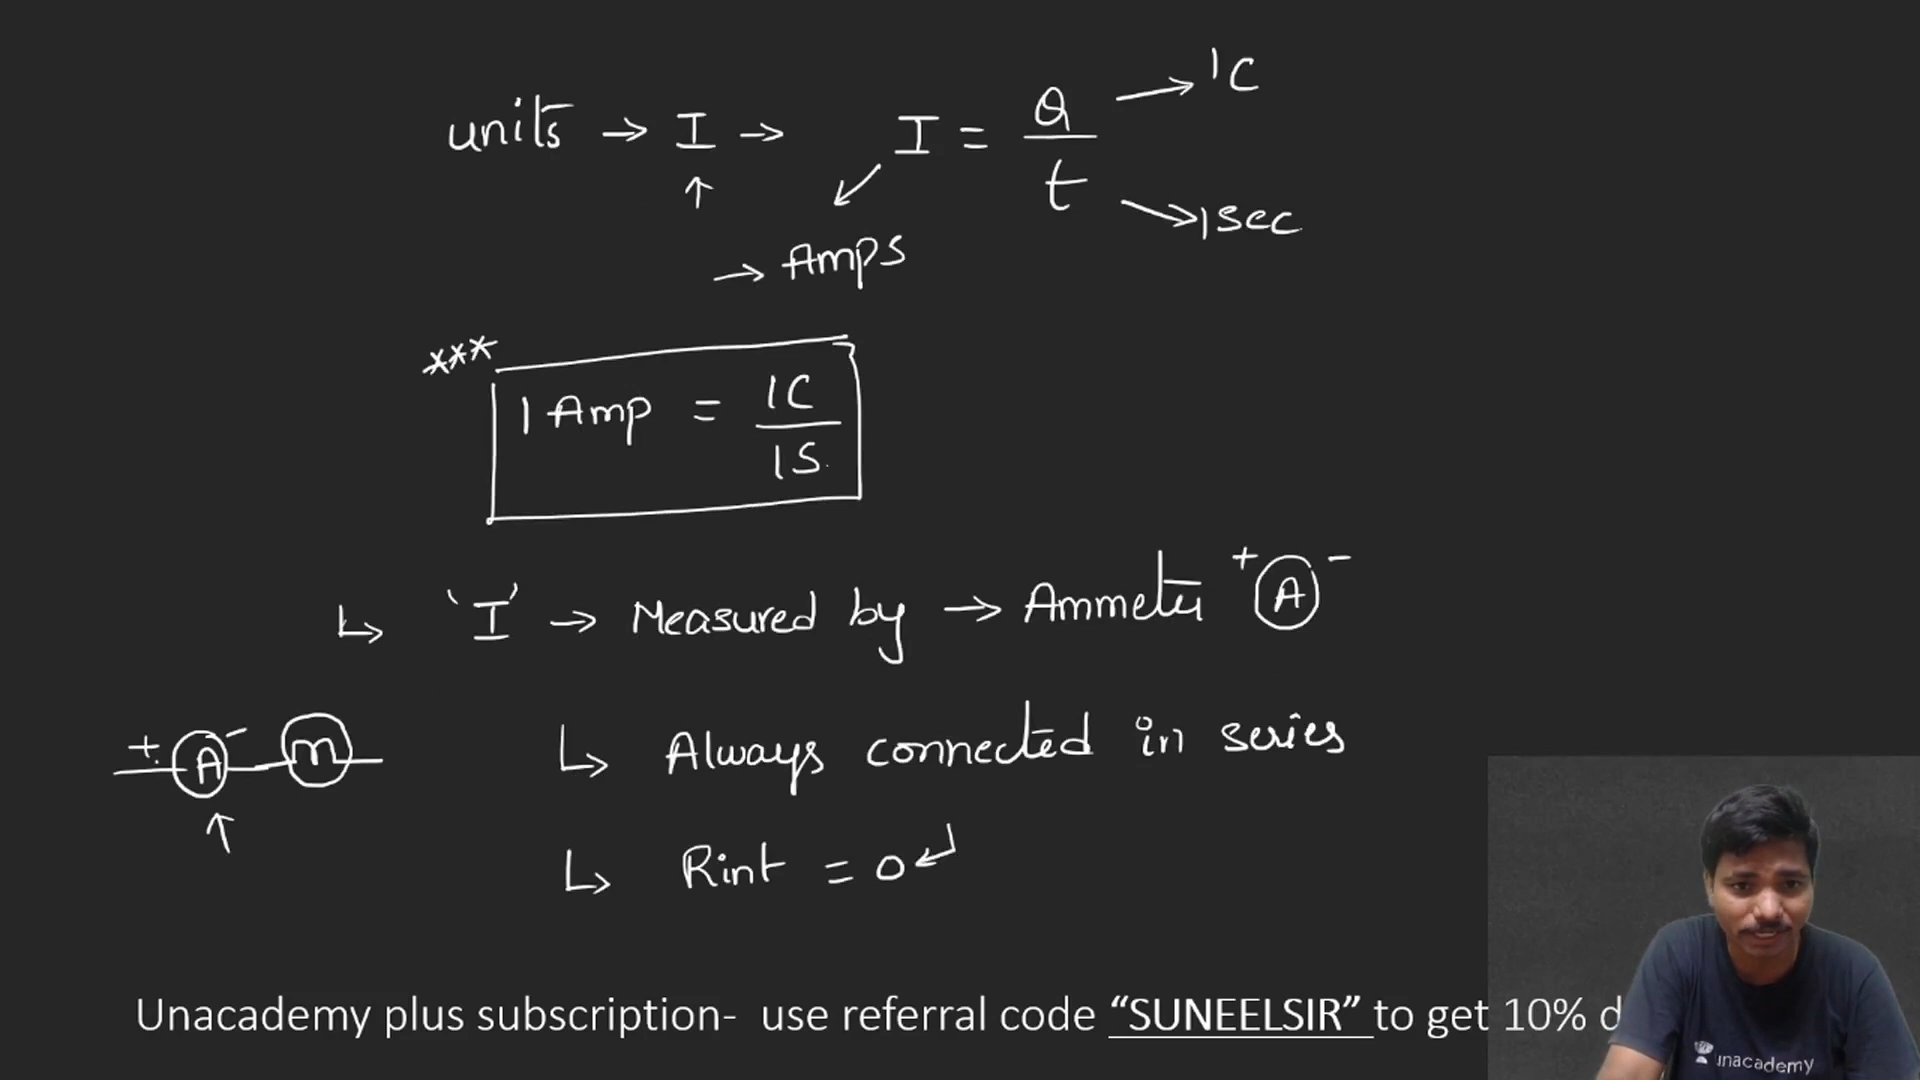 units → I → I = Q/t → 1C
↑ → 1sec
→ Amps
*** 1 Amp = 1C/1S
↳ 'I' → Measured by → Ammeter + A -
+ A - m ↳ Always connected in series
↑ ↳ Rint = 0 ↵
Unacademy plus subscription- use referral code “SUNEELSIR” to get 10% d
unacademy